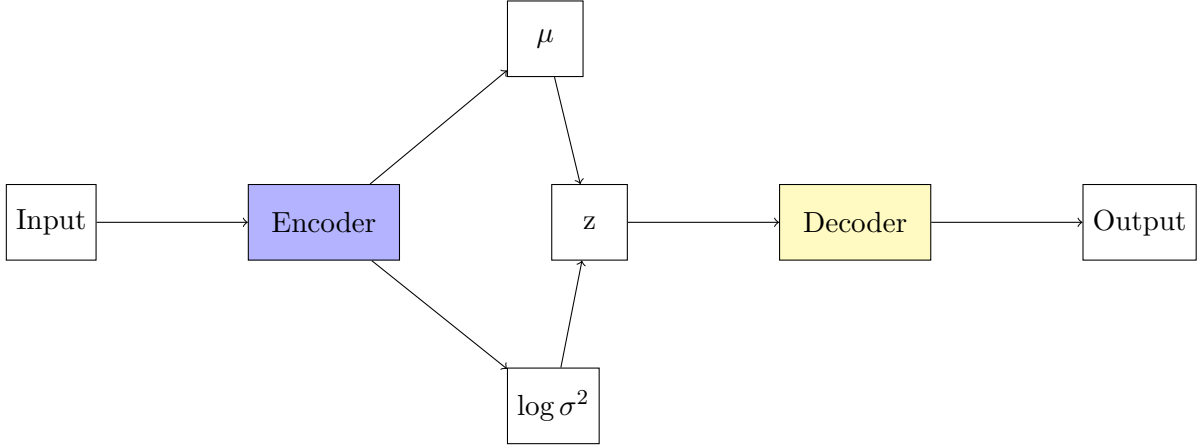 μ
Input
Encoder
z
Decoder
Output
log σ²